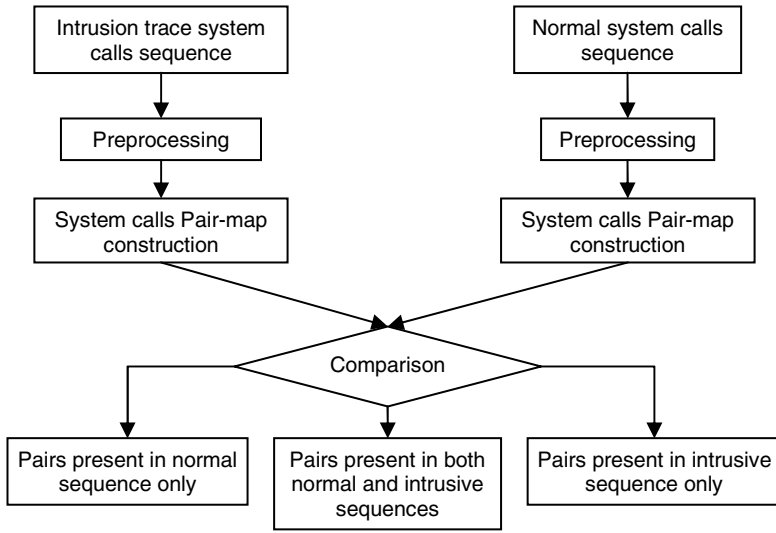 Intrusion trace system
calls sequence
Normal system calls
sequence
Preprocessing
Preprocessing
System calls Pair-map
construction
System calls Pair-map
construction
Comparison
Pairs present in normal
sequence only
Pairs present in both
normal and intrusive
sequences
Pairs present in intrusive
sequence only